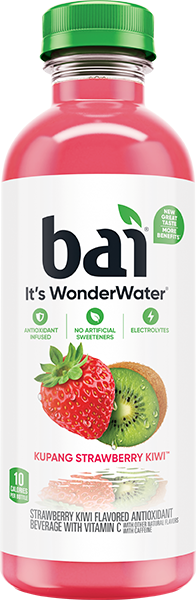 bai
NEW
GREAT
TASTE
MORE
BENEFITS
It's WonderWater®
ANTIOXIDANT
INFUSED
NO ARTIFICIAL
SWEETENERS
ELECTROLYTES
KUPANG STRAWBERRY KIWI™
10
CALORIES
PER BOTTLE
STRAWBERRY KIWI FLAVORED ANTIOXIDANT
BEVERAGE WITH VITAMIN C WITH OTHER NATURAL FLAVORS
WITH CAFFEINE